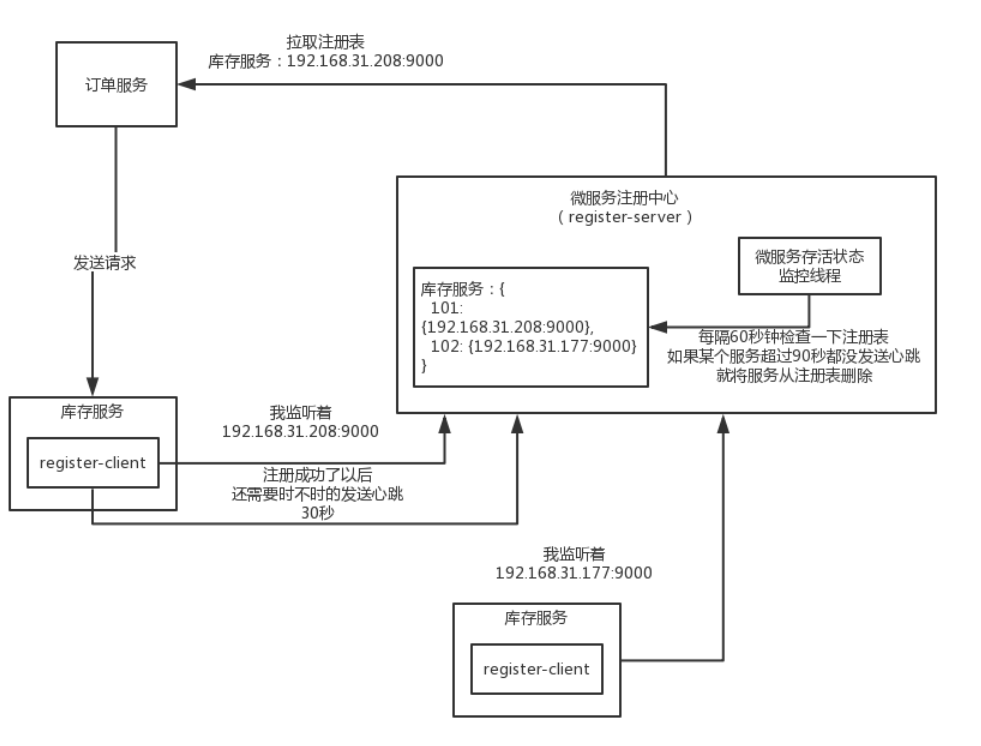 拉取注册表
库存服务：192.168.31.208:9000
订单服务
微服务注册中心
（register-server）
微服务存活状态
监控线程
发送请求
库存服务：{
101:
{192.168.31.208:9000},
102: {192.168.31.177:9000}
}
每隔60秒钟检查一下注册表
如果某个服务超过90秒都没发送心跳
就将服务从注册表删除
库存服务
register-client
我监听着
192.168.31.208:9000
注册成功了以后
还需要时不时的发送心跳
30秒
我监听着
192.168.31.177:9000
库存服务
register-client